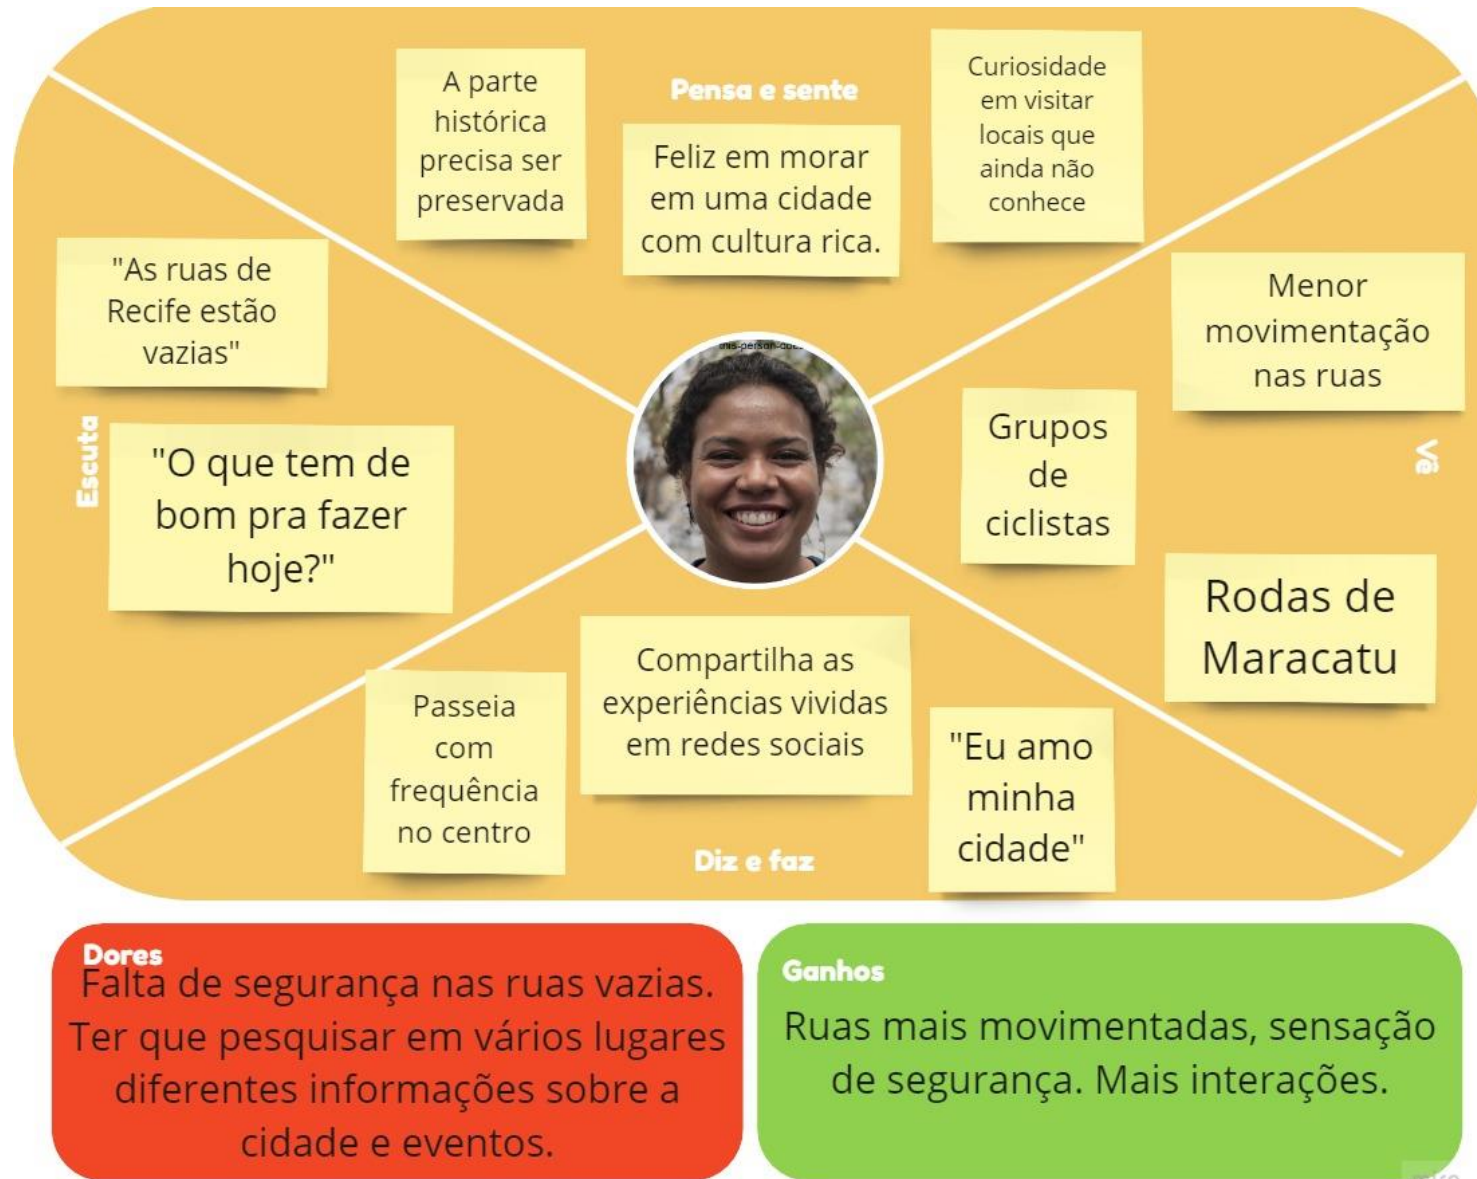 Pensa e sente
A parte
histórica
precisa ser
preservada
Feliz em morar
em uma cidade
com cultura rica.
Curiosidade
em visitar
locais que
ainda não
conhece
Escuta
"As ruas de
Recife estão
vazias"
"O que tem de
bom pra fazer
hoje?"
Vê
Menor
movimentação
nas ruas
Grupos
de
ciclistas
Rodas de
Maracatu
Passeia
com
frequência
no centro
Compartilha as
experiências vividas
em redes sociais
"Eu amo
minha
cidade"
Diz e faz
Dores
Falta de segurança nas ruas vazias.
Ter que pesquisar em vários lugares
diferentes informações sobre a
cidade e eventos.
Ganhos
Ruas mais movimentadas, sensação
de segurança. Mais interações.